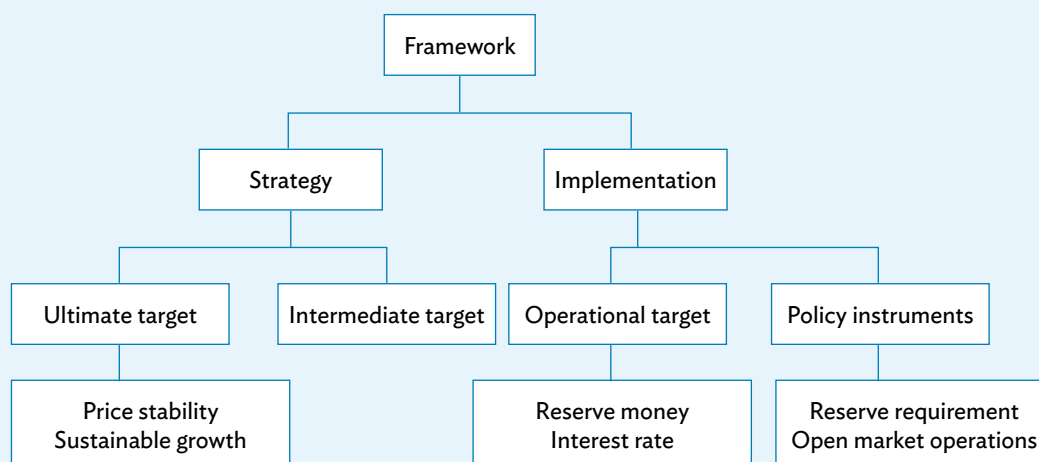 Framework
Strategy
Implementation
Ultimate target
Intermediate target
Operational target
Policy instruments
Price stability
Sustainable growth
Reserve money
Interest rate
Reserve requirement
Open market operations